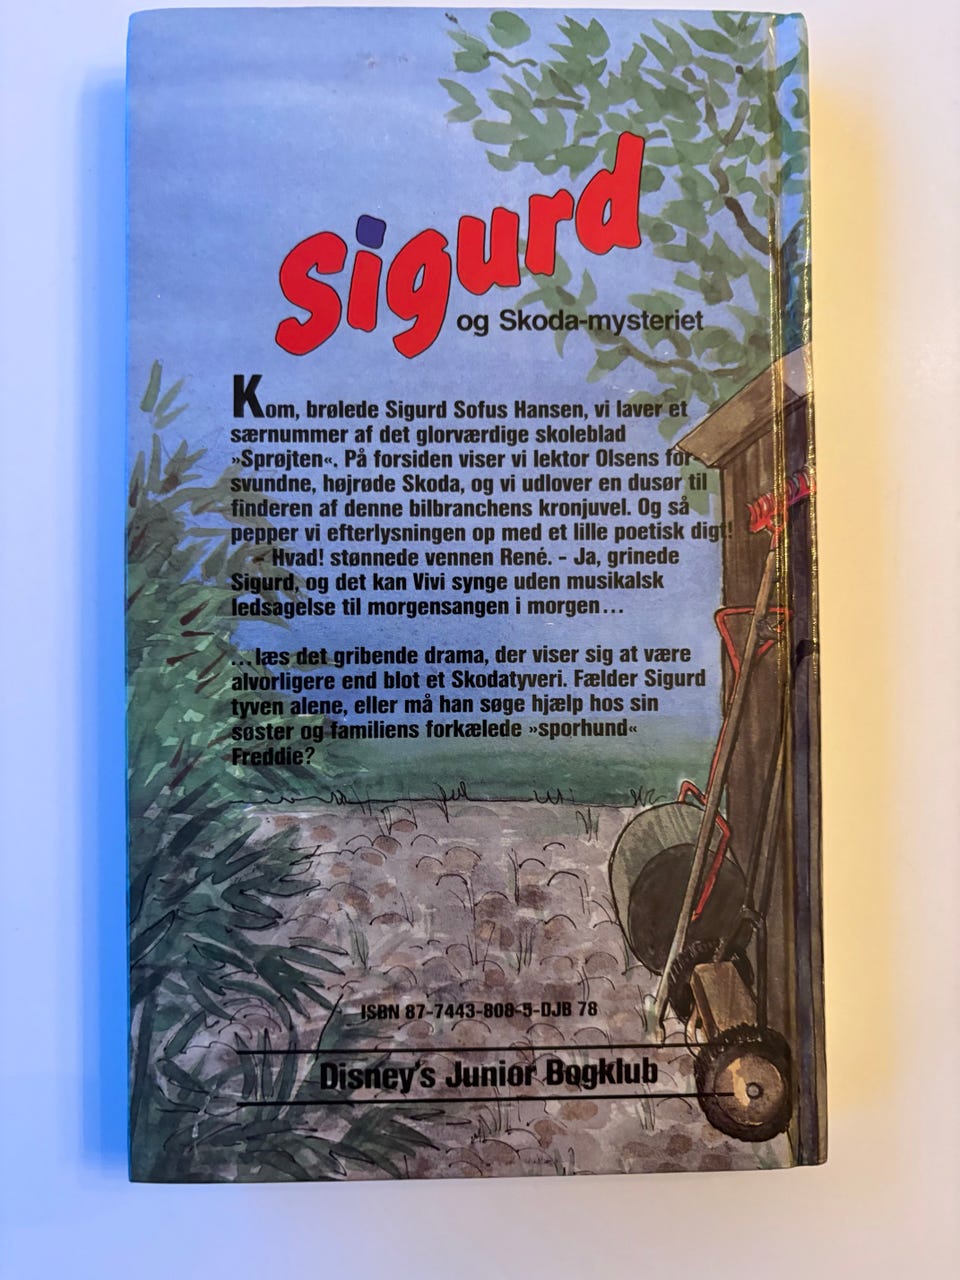 Sigurd
og Skoda-mysteriet
Kom, brølede Sigurd Sofus Hansen, vi laver et
særnummer af det glorværdige skoleblad
»Sprøjten«. På forsiden viser vi lektor Olsens for-
svundne, højrøde Skoda, og vi udlover en dusør til
finderen af denne bilbranchens kronjuvel. Og så
pepper vi efterlysningen op med et lille poetisk digt!
- Hvad! stønnede vennen René. - Ja, grinede
Sigurd, og det kan Vivi synge uden musikalsk
ledsagelse til morgensangen i morgen...
...læs det gribende drama, der viser sig at være
alvorligere end blot et Skodatyveri. Fælder Sigurd
tyven alene, eller må han søge hjælp hos sin
søster og familiens forkælede »sporhund«
Freddie?
ISBN 87-7443-808-5-DJB 78
Disney's Junior Bogklub